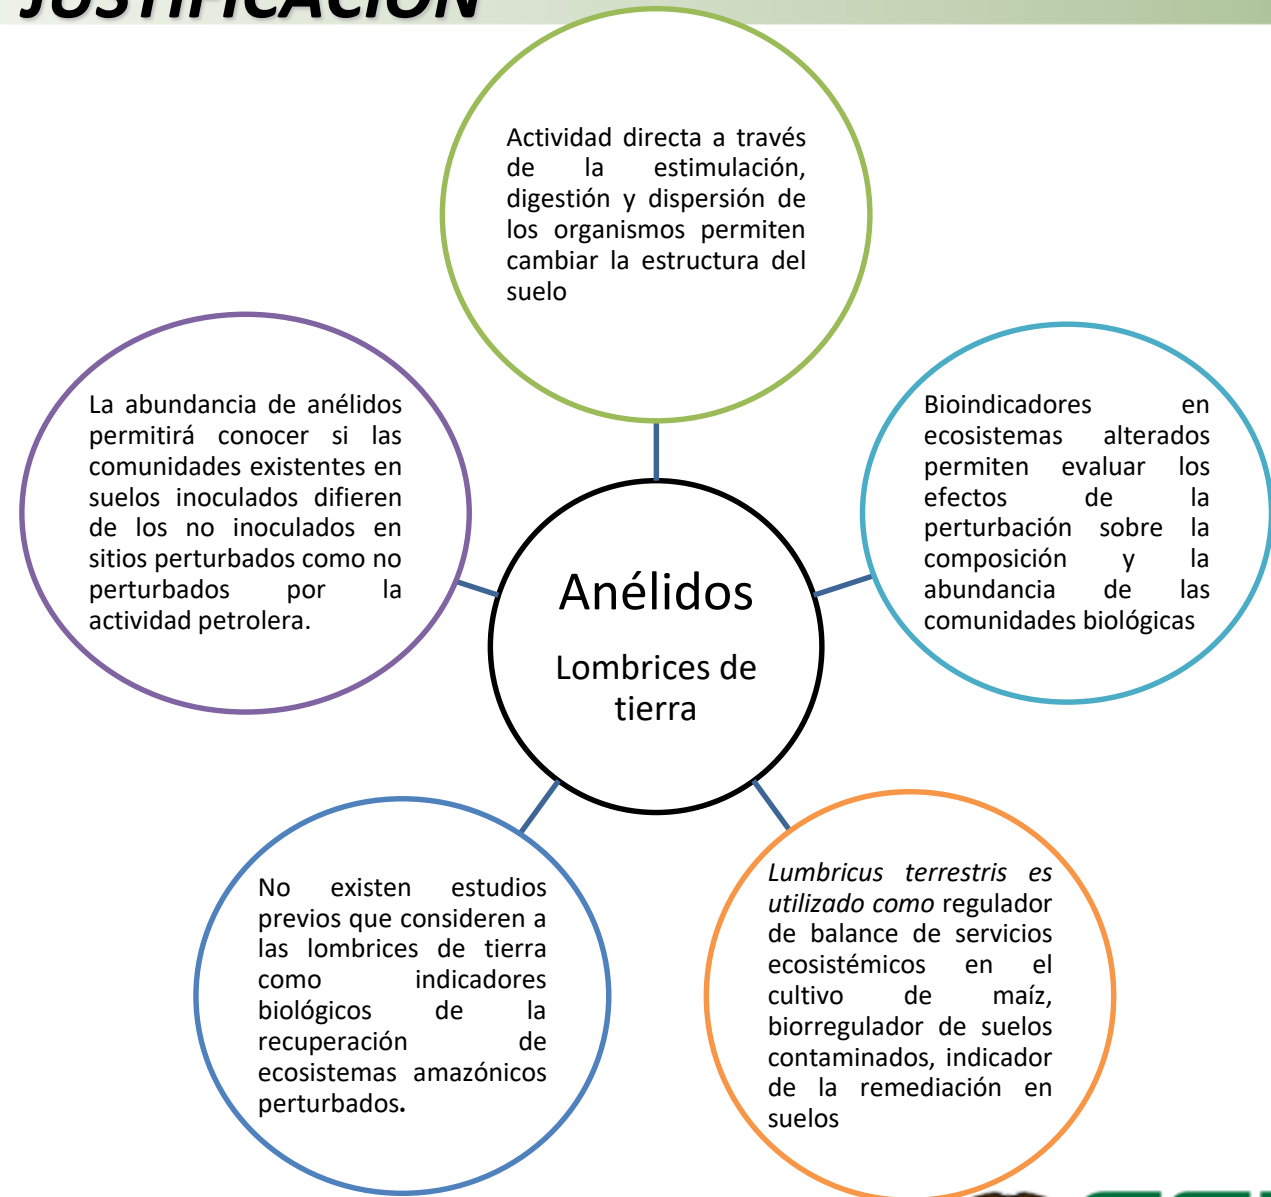 JUSTIFICACIÓN
Actividad directa a través
de la estimulación,
digestión y dispersión de
los organismos permiten
cambiar la estructura del
suelo
La abundancia de anélidos
permitirá conocer si las
comunidades existentes en
suelos inoculados difieren
de los no inoculados en
sitios perturbados como no
perturbados por la
actividad petrolera.
Bioindicadores en
ecosistemas alterados
permiten evaluar los
efectos de la
perturbación sobre la
composición y la
abundancia de las
comunidades biológicas
Anélidos
Lombrices de
tierra
No existen estudios
previos que consideren a
las lombrices de tierra
como indicadores
biológicos de la
recuperación de
ecosistemas amazónicos
perturbados.
Lumbricus terrestris es
utilizado como regulador
de balance de servicios
ecosistémicos en el
cultivo de maíz,
biorregulador de suelos
contaminados, indicador
de la remediación en
suelos